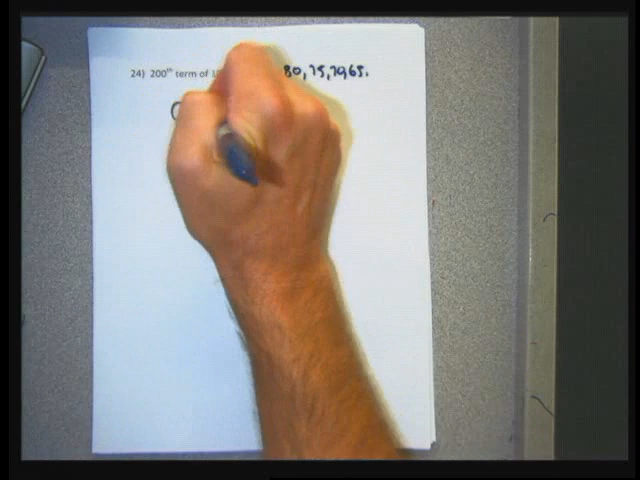 24) 200th term of
80, 75, 70, 65.